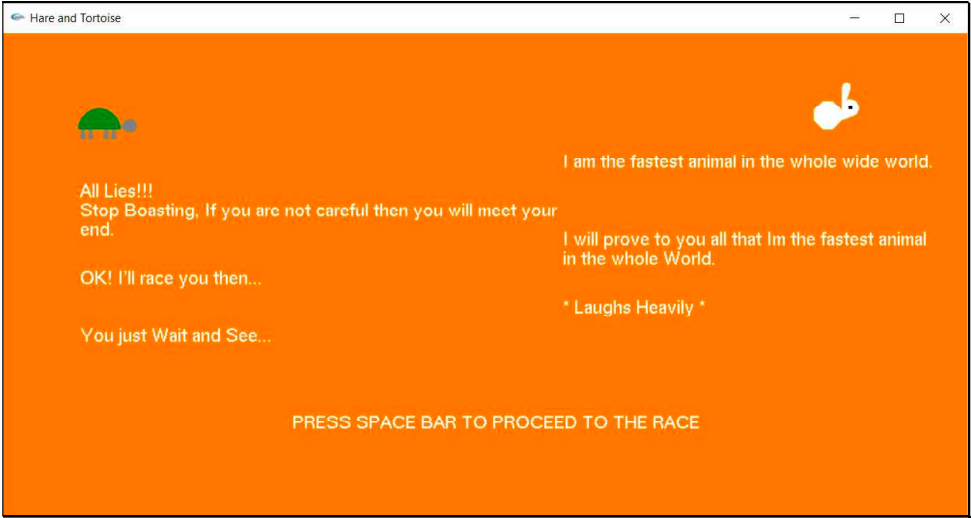 Hare and Tortoise
I am the fastest animal in the whole wide world.
All Lies!!!
Stop Boasting, If you are not careful then you will meet your
end.
I will prove to you all that Im the fastest animal
in the whole World.
OK! I'll race you then...
* Laughs Heavily *
You just Wait and See...
PRESS SPACE BAR TO PROCEED TO THE RACE